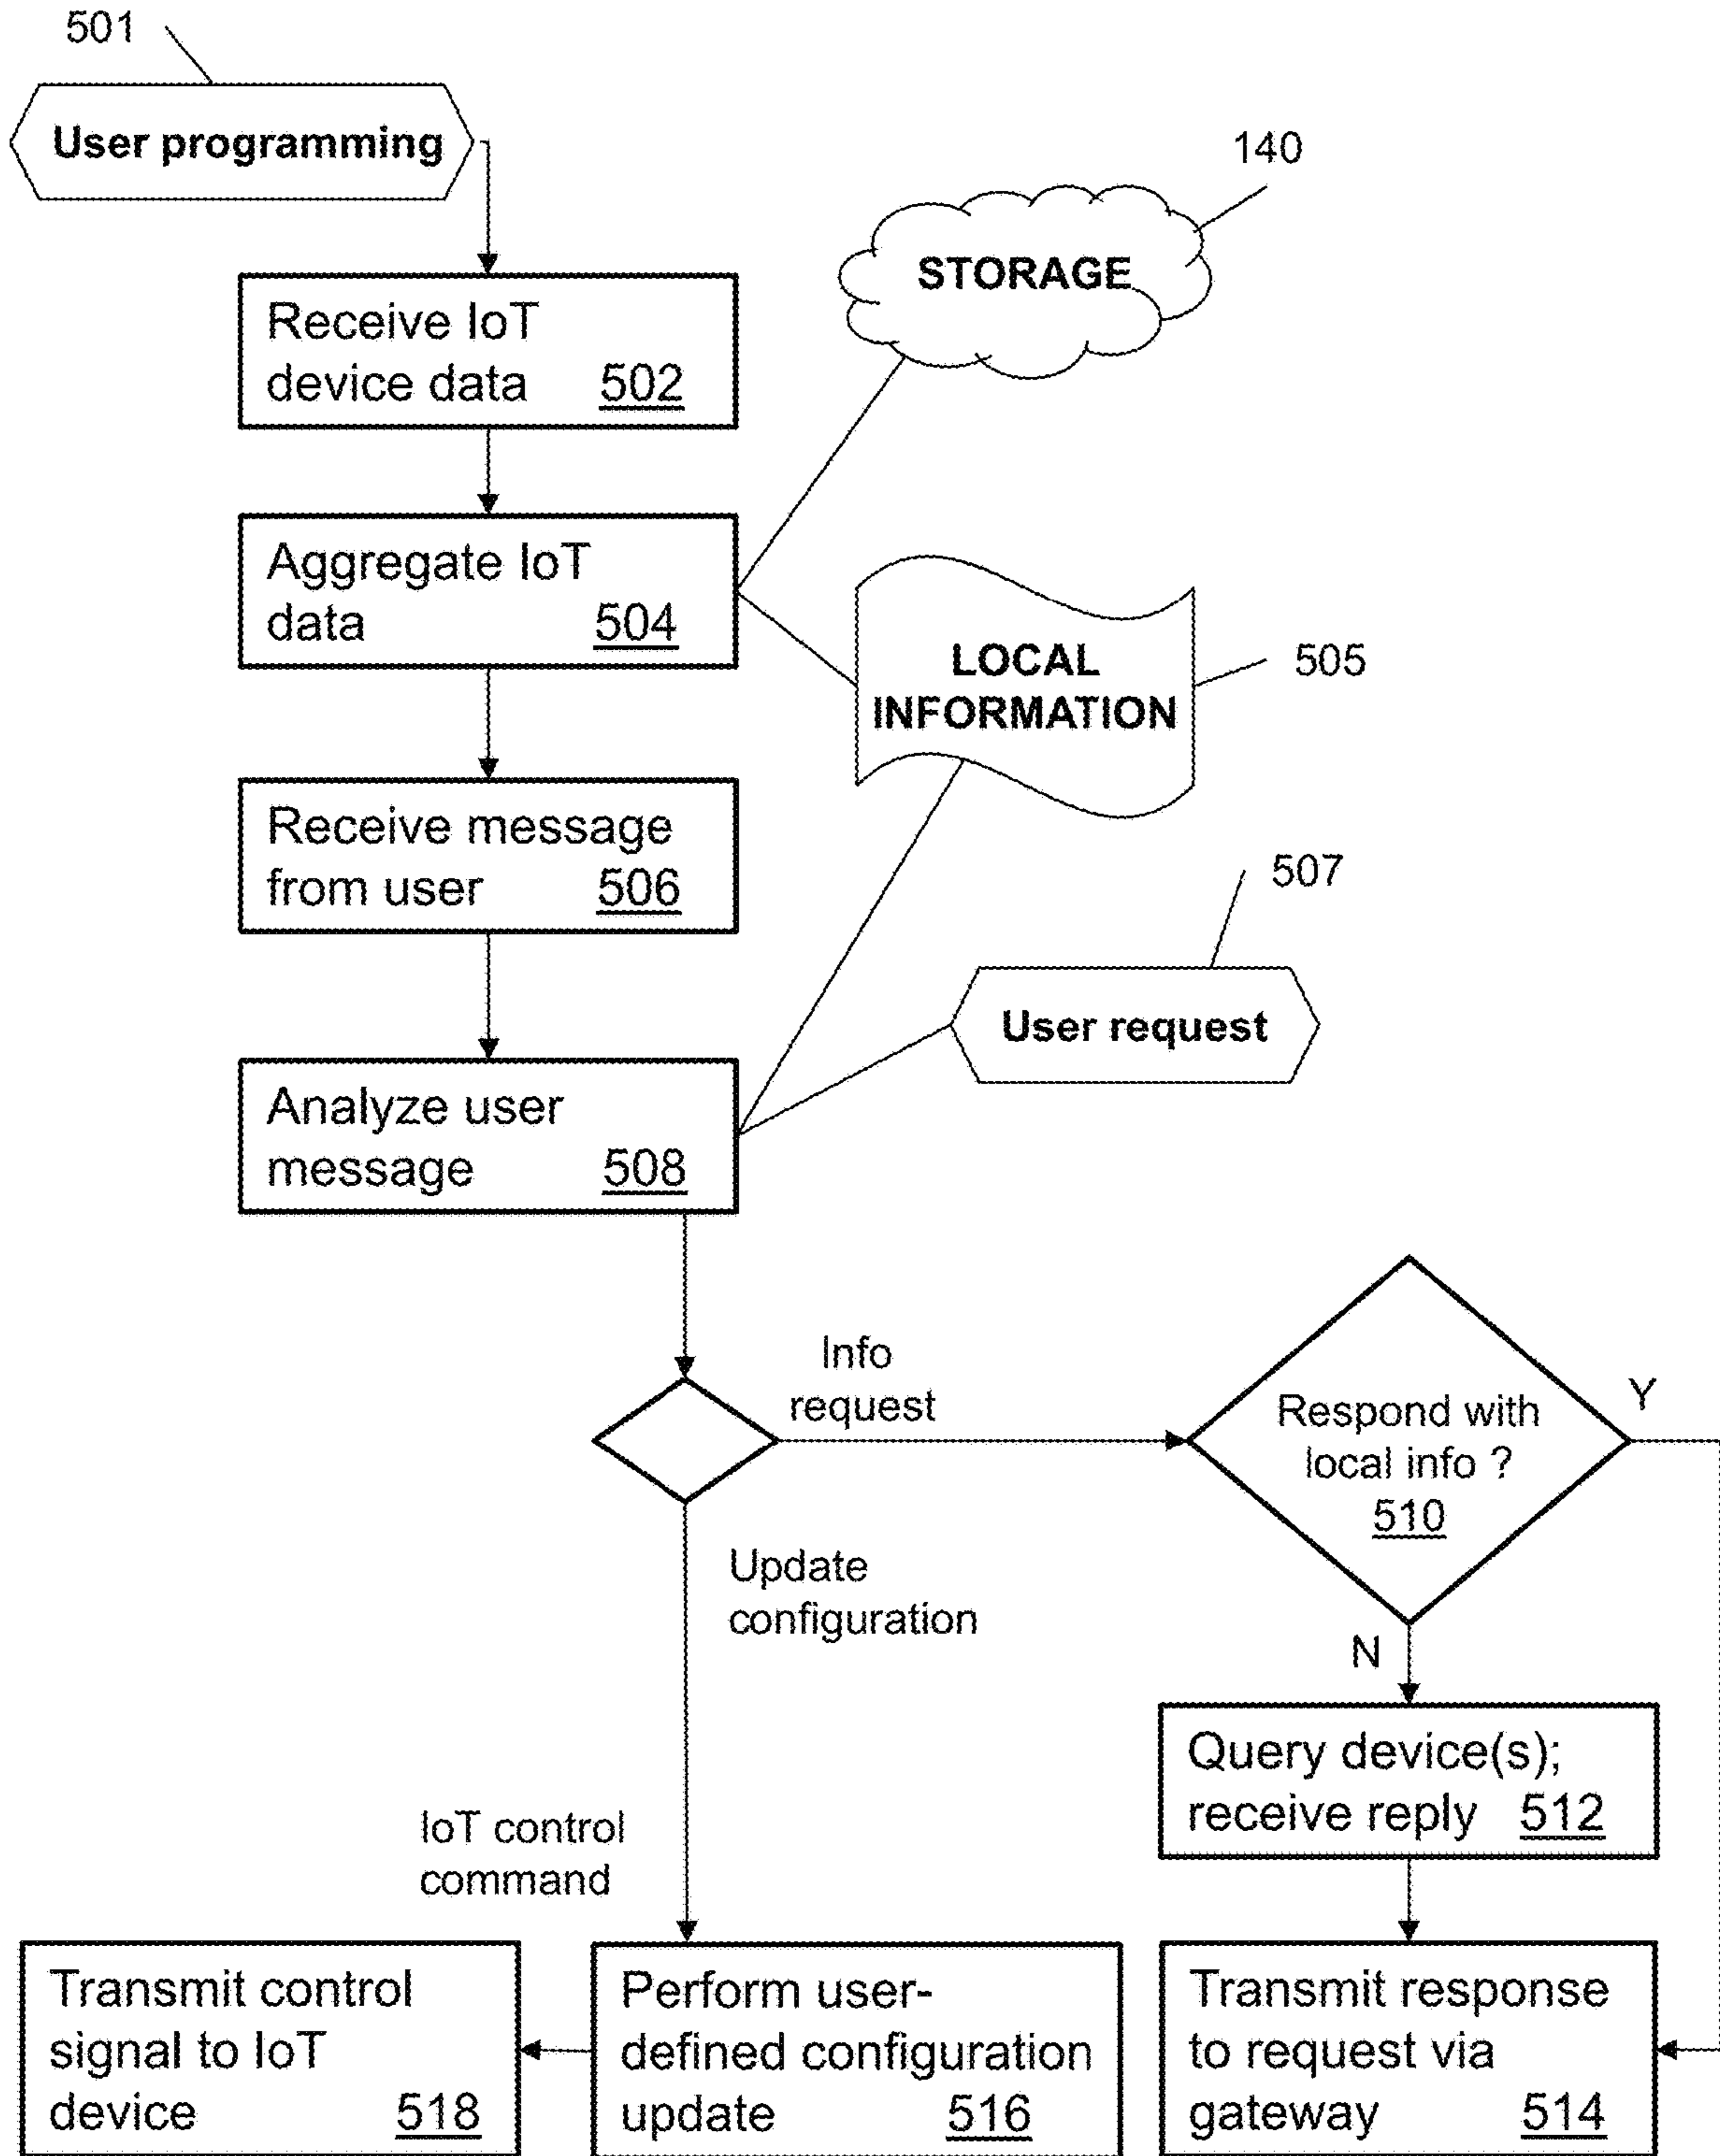 501
User programming
140
STORAGE
Receive IoT
device data 502
Aggregate IoT
data 504
LOCAL
INFORMATION
505
Receive message
from user 506
507
User request
Analyze user
message 508
Info
request
Respond with
local info ?
510
Y
Update
configuration
N
Query device(s);
receive reply 512
IoT control
command
Transmit control
signal to IoT
device 518
Perform user-
defined configuration
update 516
Transmit response
to request via
gateway 514